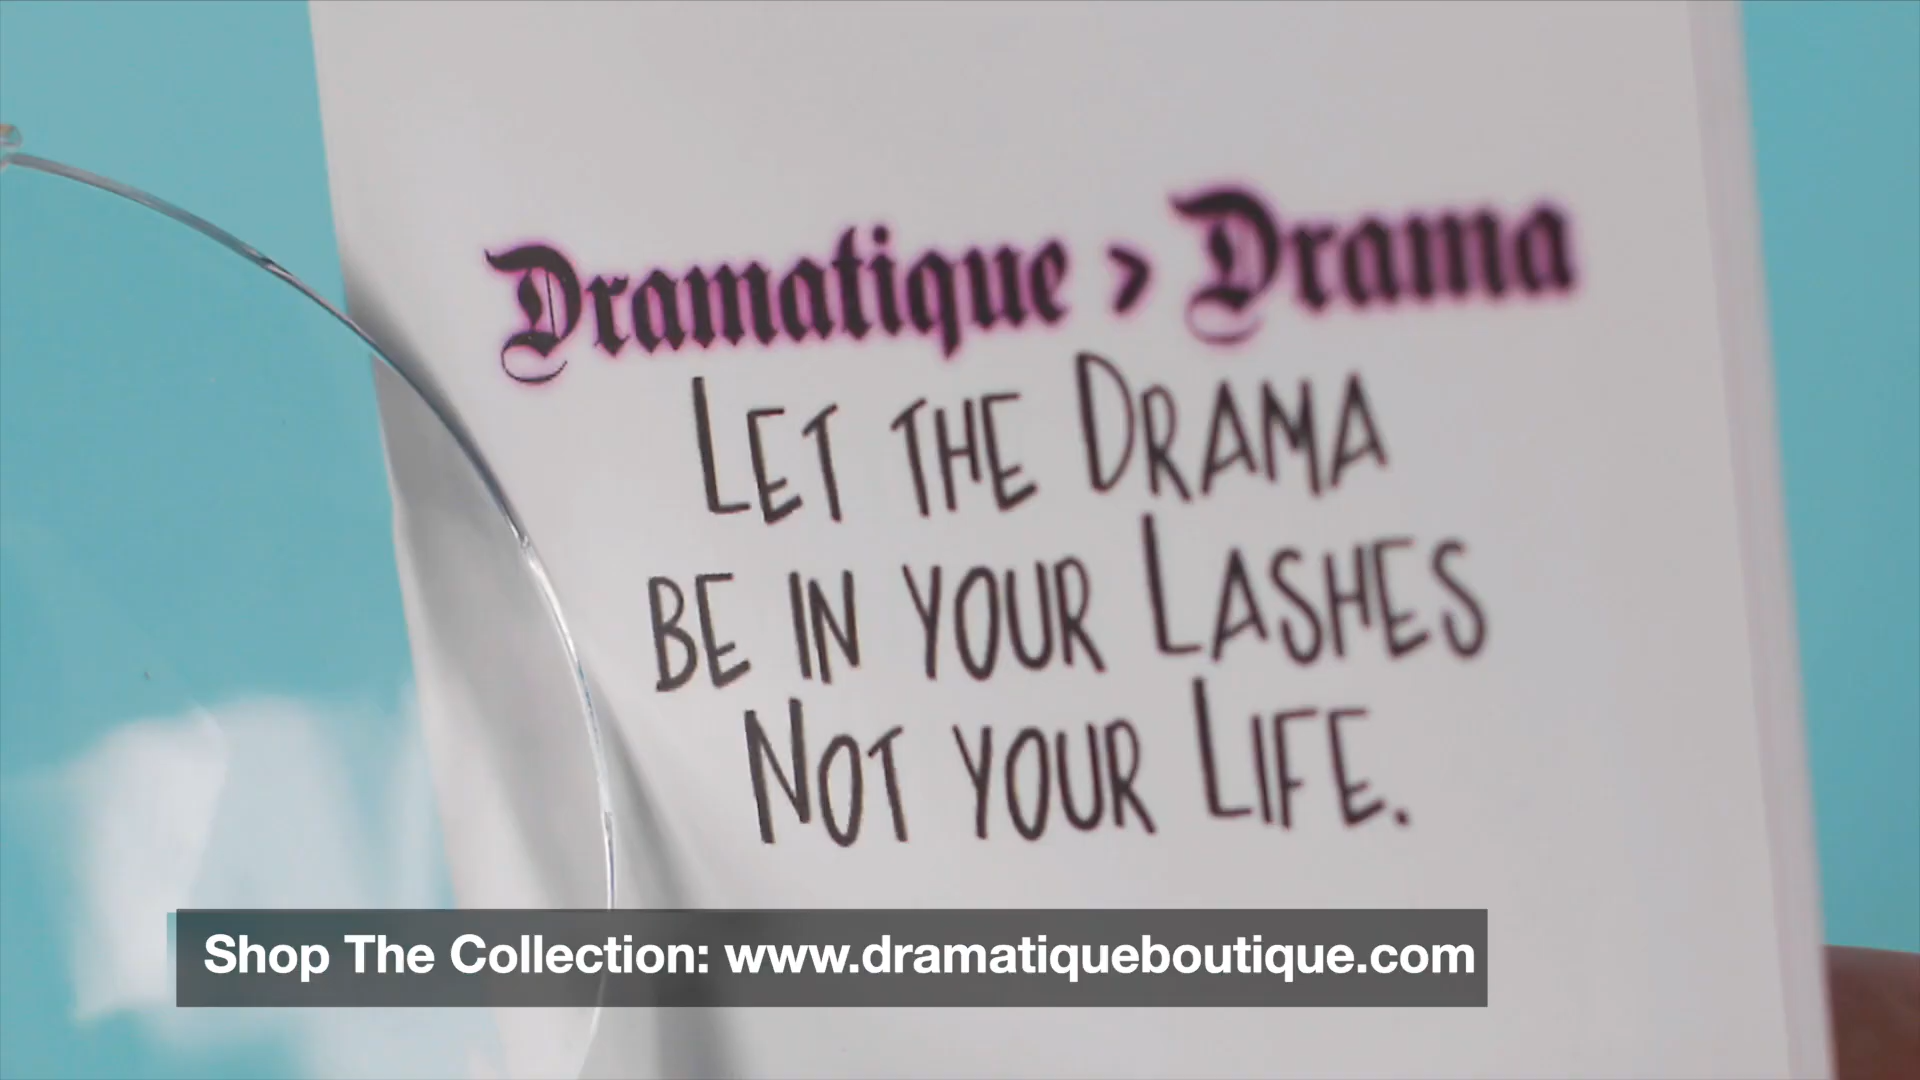 Dramatique > Drama
LET THE DRAMA
BE IN YOUR LASHES
NOT YOUR LIFE.
Shop The Collection: www.dramatiqueboutique.com